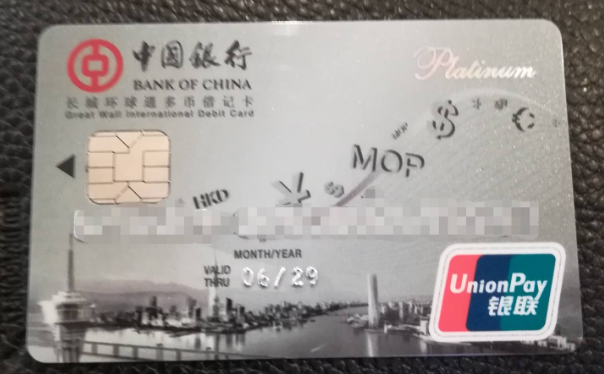 中国银行
BANK OF CHINA
长城环球通多币借记卡
Great Wall International Debit Card
Platinum
HKD
¥
$
MOP
MOP
$
€
MONTH/YEAR
VALID THRU 06/29
UnionPay
银联